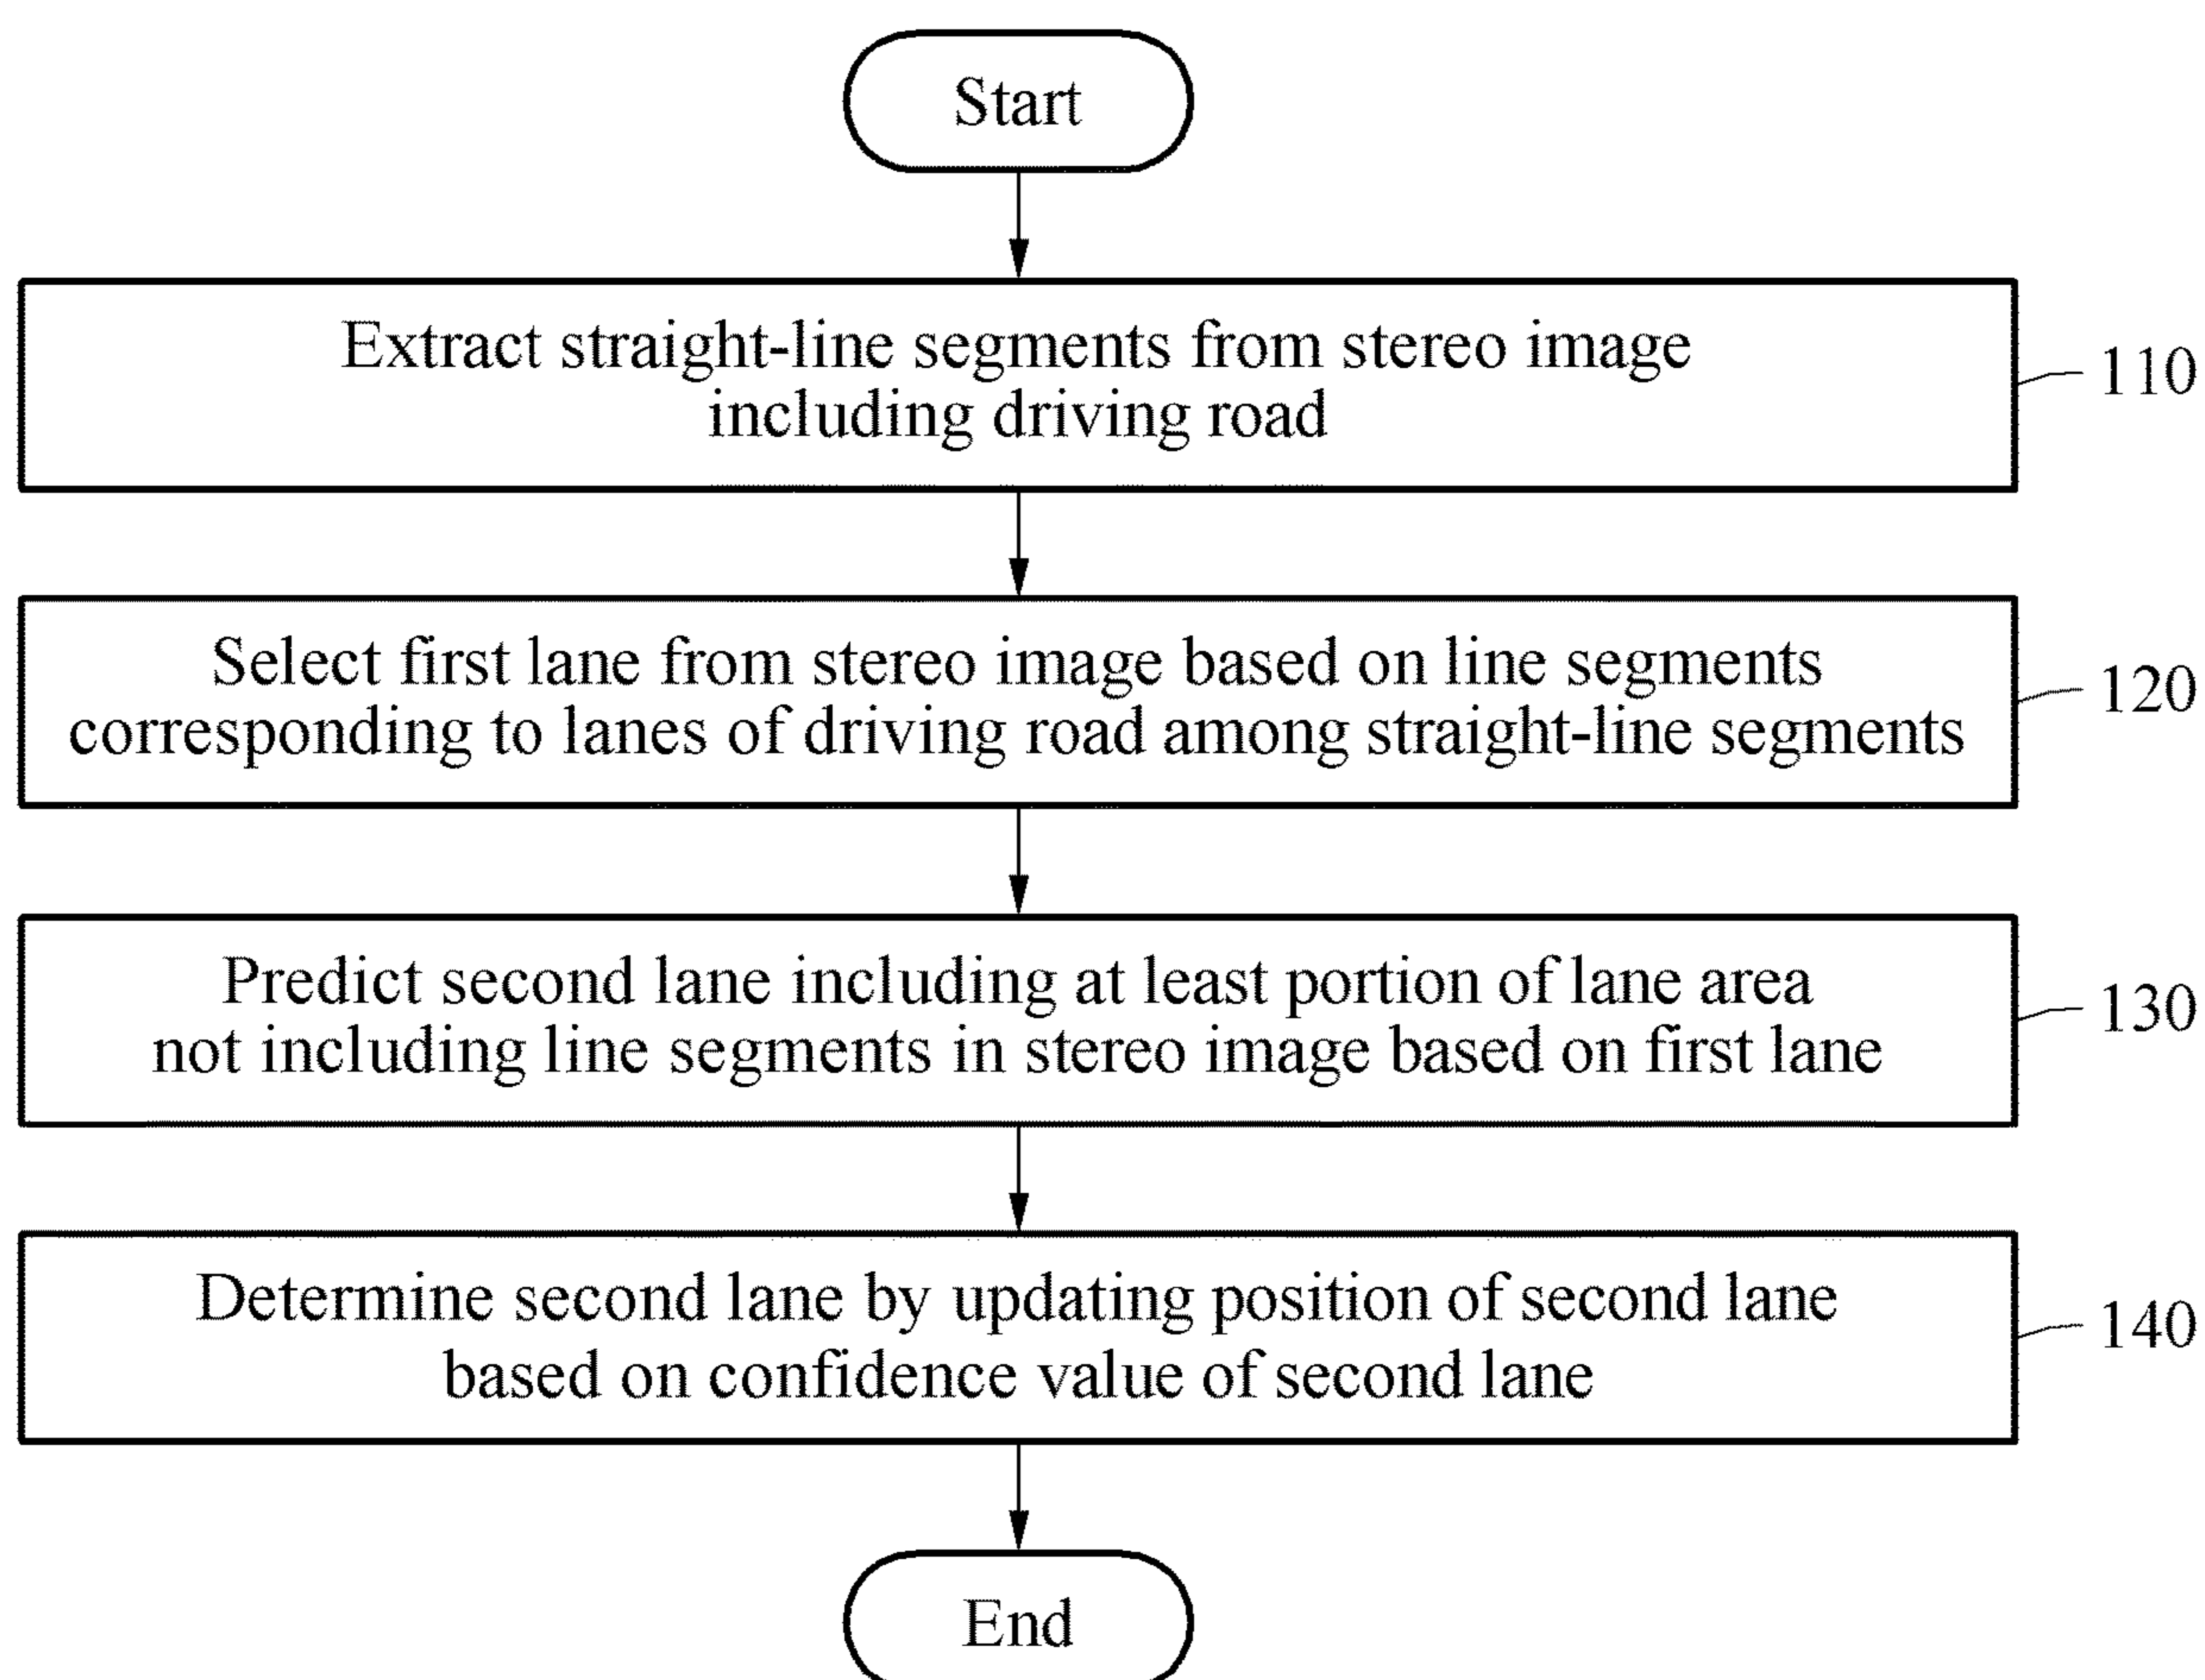 Start
Extract straight-line segments from stereo image
including driving road
110
Select first lane from stereo image based on line segments
corresponding to lanes of driving road among straight-line segments
120
Predict second lane including at least portion of lane area
not including line segments in stereo image based on first lane
130
Determine second lane by updating position of second lane
based on confidence value of second lane
140
End